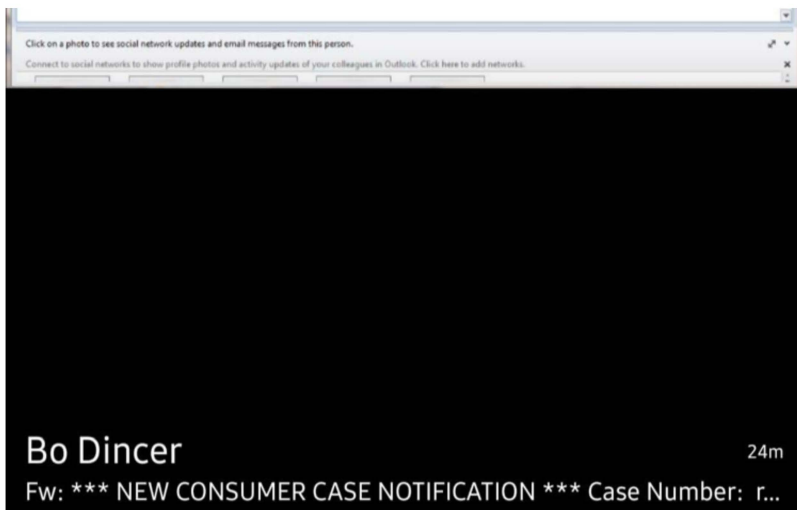 Click on a photo to see social network updates and email messages from this person.
Connect to social networks to show profile photos and activity updates of your colleagues in Outlook. Click here to add networks.
Bo Dincer
24m
Fw: *** NEW CONSUMER CASE NOTIFICATION *** Case Number: r...